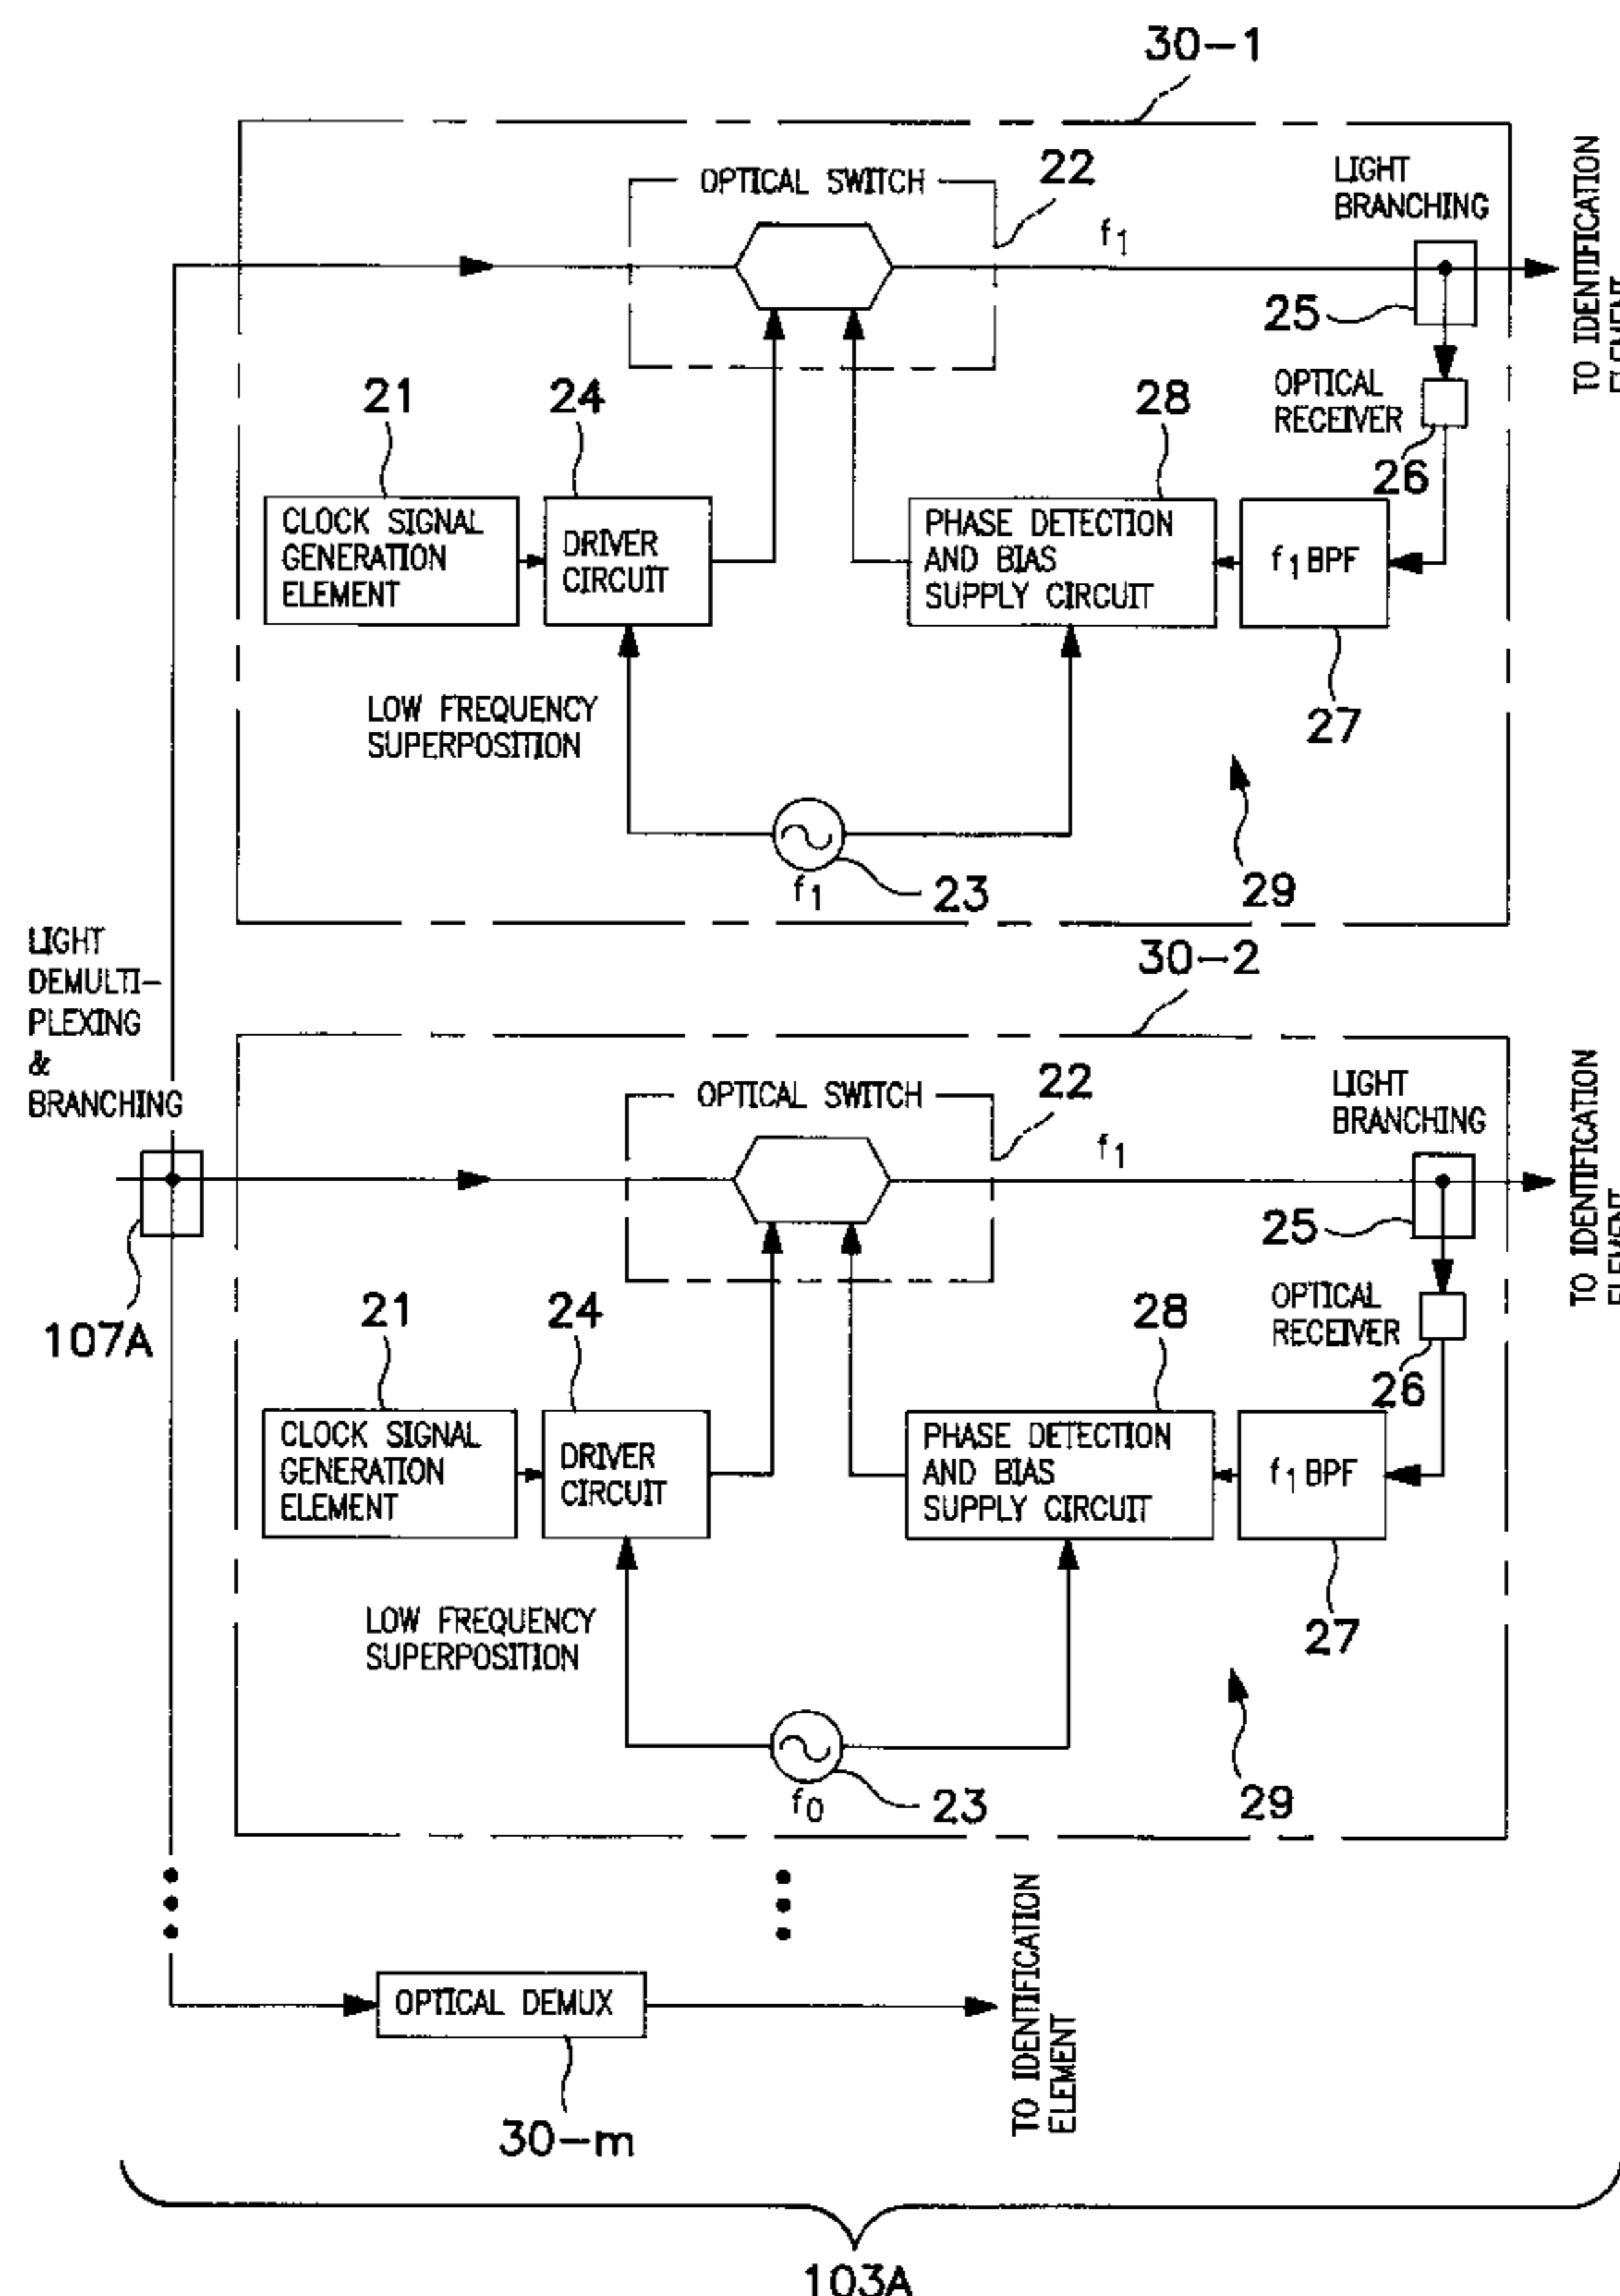 30-1
OPTICAL SWITCH
22
f1
LIGHT
BRANCHING
TO IDENTIFICATION
ELEMENT
25
OPTICAL
RECEIVER
26
21
24
28
CLOCK SIGNAL
GENERATION
ELEMENT
DRIVER
CIRCUIT
PHASE DETECTION
AND BIAS
SUPPLY CIRCUIT
f1 BPF
27
LOW FREQUENCY
SUPERPOSITION
f1
23
29
LIGHT
DEMULTI-
PLEXING
&
BRANCHING
107A
30-2
OPTICAL SWITCH
22
f1
LIGHT
BRANCHING
TO IDENTIFICATION
ELEMENT
25
OPTICAL
RECEIVER
26
21
24
28
CLOCK SIGNAL
GENERATION
ELEMENT
DRIVER
CIRCUIT
PHASE DETECTION
AND BIAS
SUPPLY CIRCUIT
f1 BPF
27
LOW FREQUENCY
SUPERPOSITION
f0
23
29
OPTICAL DEMUX
30-m
TO IDENTIFICATION
ELEMENT
103A